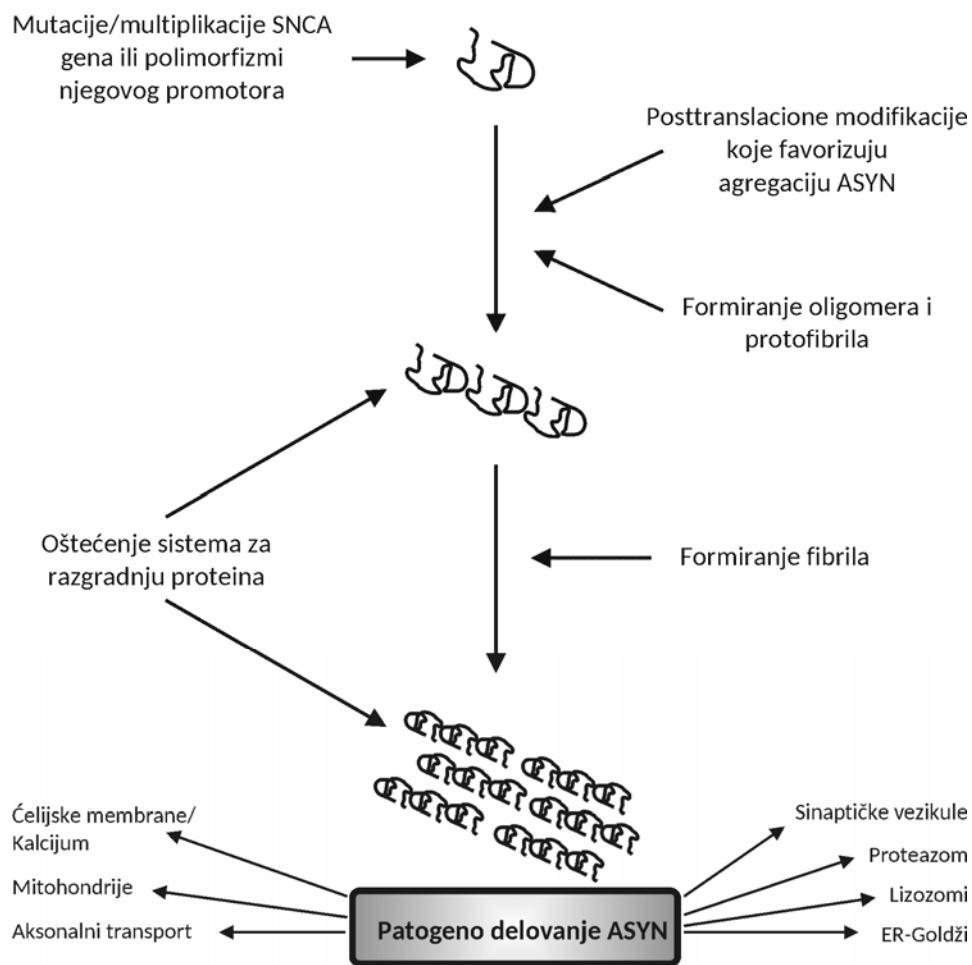 Mutacije/multiplikacije SNCA
gena ili polimorfizmi
njegovog promotora
Posttranslacione modifikacije
koje favorizuju
agregaciju ASYN
Formiranje oligomera i
protofibrila
Oštećenje sistema za
razgradnju proteina
Formiranje fibrila
Ćelijske membrane/
Kalcijum
Mitohondrije
Aksonalni transport
Patogeno delovanje ASYN
Sinaptičke vezikule
Proteazom
Lizozomi
ER-Goldži